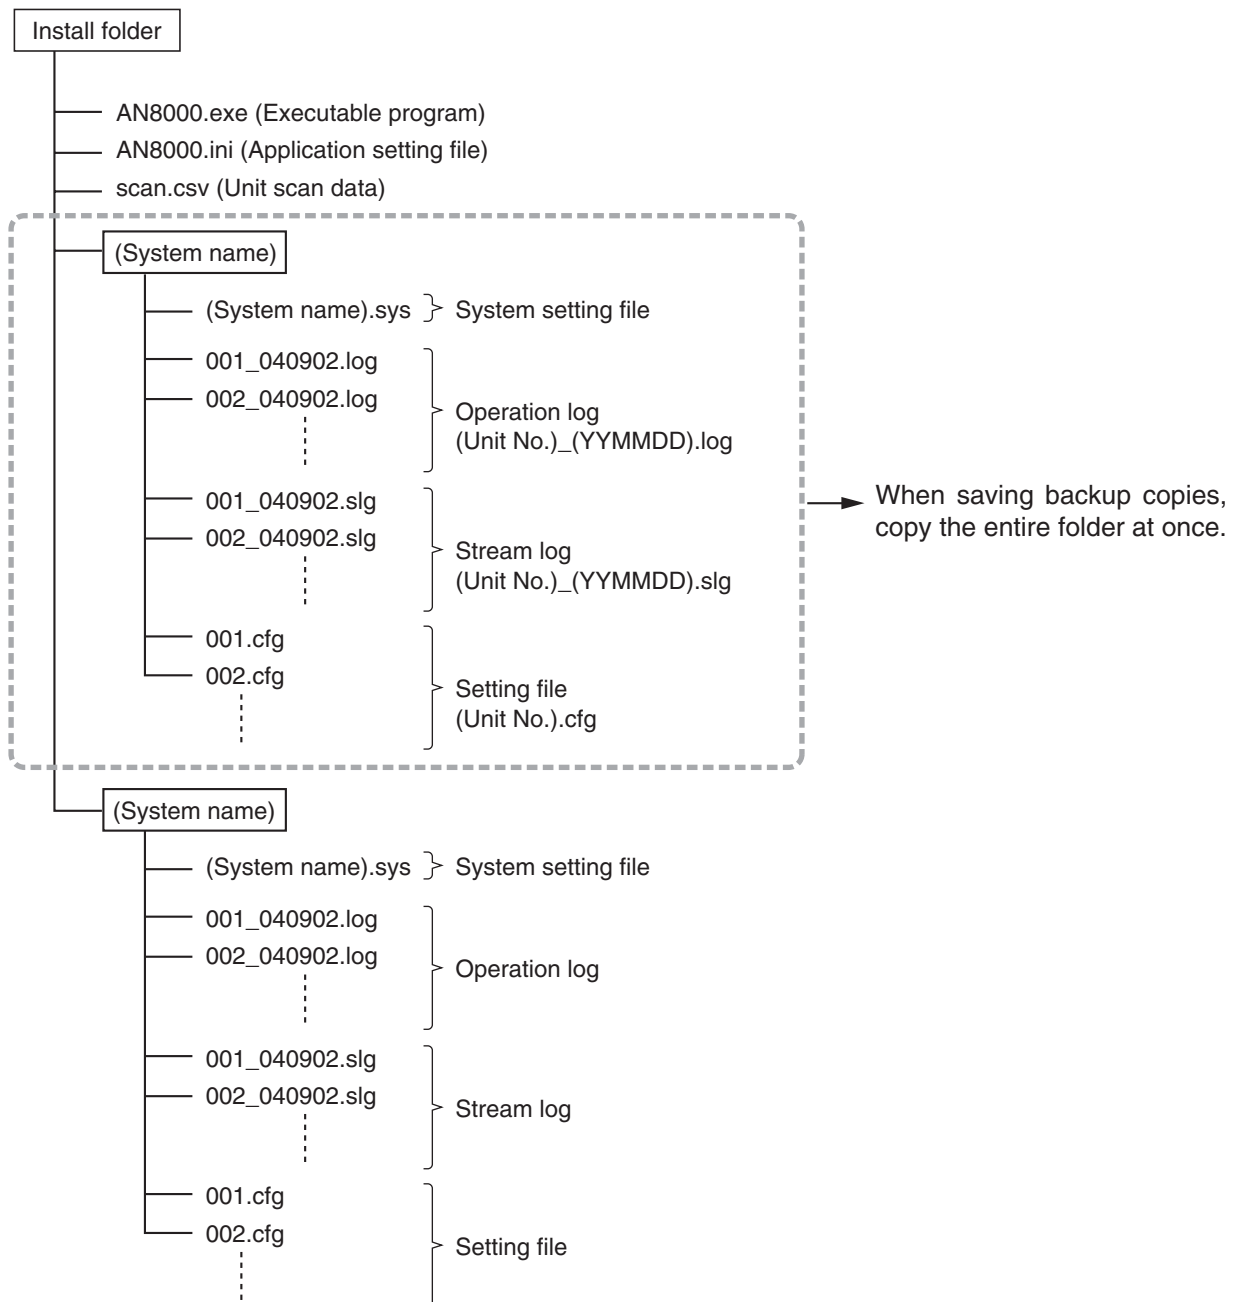 Install folder
AN8000.exe (Executable program)
AN8000.ini (Application setting file)
scan.csv (Unit scan data)
(System name)
(System name).sys
System setting file
001_040902.log
002_040902.log
Operation log
(Unit No.)_(YYMMDD).log
001_040902.slg
002_040902.slg
Stream log
(Unit No.)_(YYMMDD).slg
When saving backup copies,
copy the entire folder at once.
001.cfg
002.cfg
Setting file
(Unit No.).cfg
(System name)
(System name).sys
System setting file
001_040902.log
002_040902.log
Operation log
001_040902.slg
002_040902.slg
Stream log
001.cfg
002.cfg
Setting file